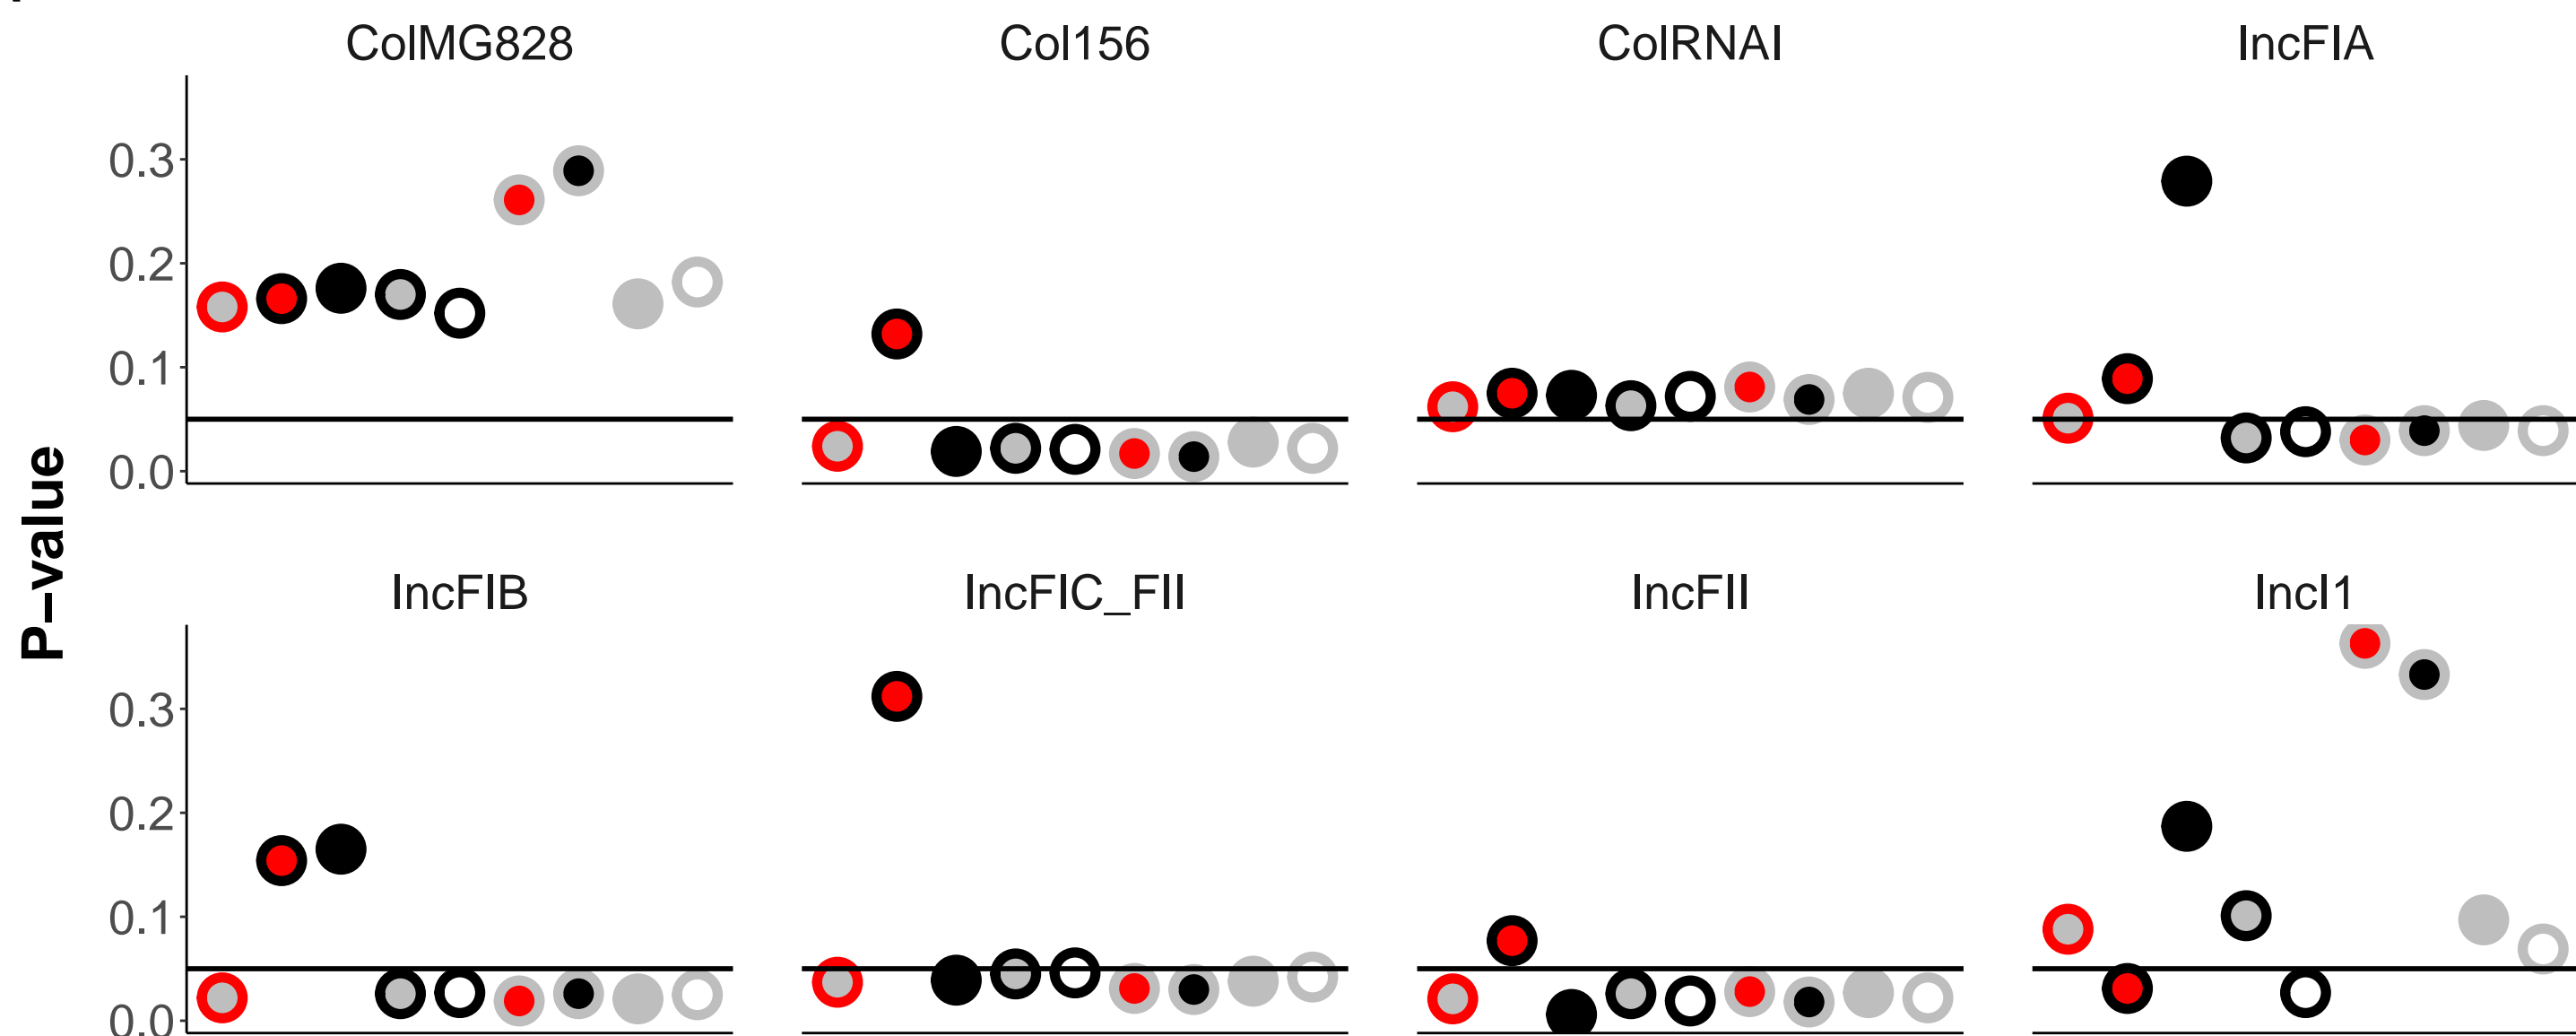 ColMG828 Col156 ColRNAI IncFIA
0.3
0.2
0.1
0.0
P−value
IncFIB IncFIC_FII IncFII IncI1
0.3
0.2
0.1
0.0